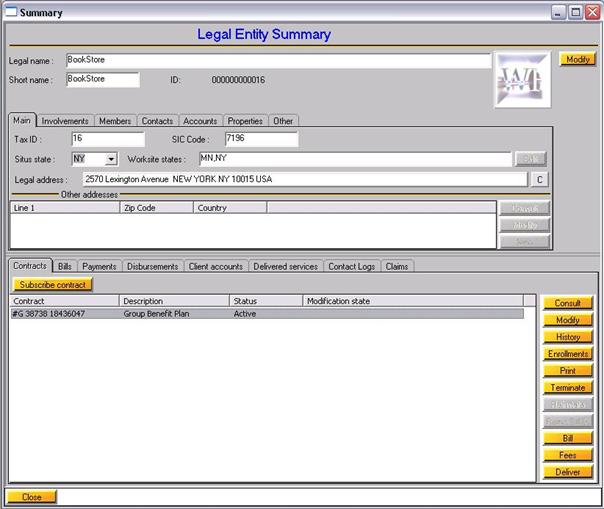 Summary
Legal Entity Summary
Legal name : BookStore Modify
Short name : BookStore ID: 000000000016
Main Involvements Members Contacts Accounts Properties Other
Tax ID : 16 SIC Code : 7196
Situs state : NY Worksite states : MN,NY Edit
Legal address : 2570 Lexington Avenue NEW YORK NY 10015 USA C
Other addresses
Line 1 Zip Code Country Consult
Modify
New
Contracts Bills Payments Disbursements Client accounts Delivered services Contact Logs Claims
Subscribe contract
Contract Description Status Modification state Consult
#G 38738 18436047 Group Benefit Plan Active
Modify
History
Enrollments
Print
Terminate
Reinstate
Bill
Fees
Deliver
Close